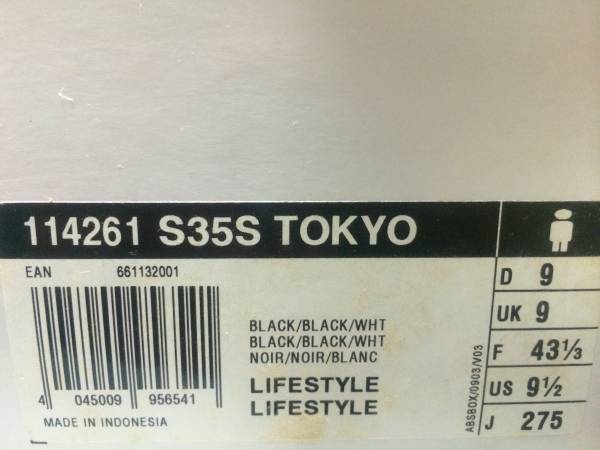 114261 S35S TOKYO
EAN 661132001
4 045009 956541
MADE IN INDONESIA
BLACK/BLACK/WHT
BLACK/BLACK/WHT
NOIR/NOIR/BLANC
LIFESTYLE
LIFESTYLE
ABSBOX/0903/V03
D 9
UK 9
F 43⅓
US 9½
J 275